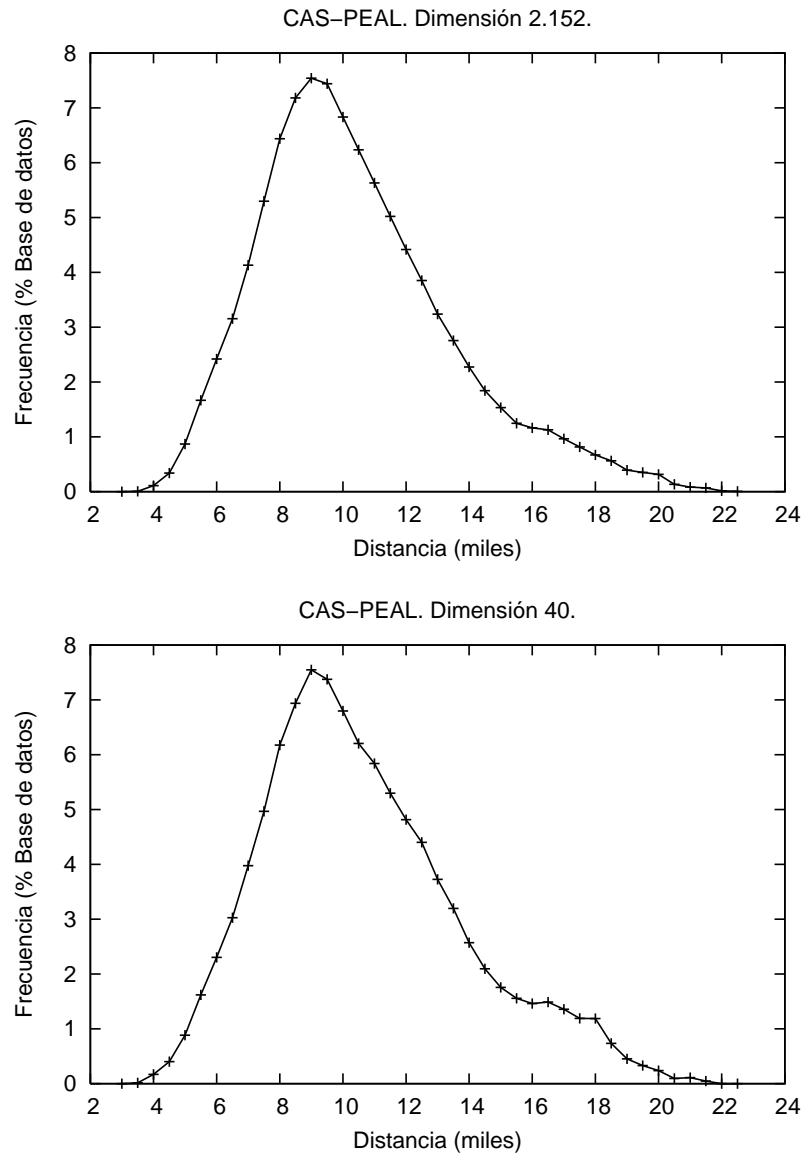 CAS−PEAL. Dimensión 2.152.
8
7
6
5
4
3
2
1
0
Frecuencia (% Base de datos)
2 4 6 8 10 12 14 16 18 20 22 24
Distancia (miles)
CAS−PEAL. Dimensión 40.
8
7
6
5
4
3
2
1
0
Frecuencia (% Base de datos)
2 4 6 8 10 12 14 16 18 20 22 24
Distancia (miles)